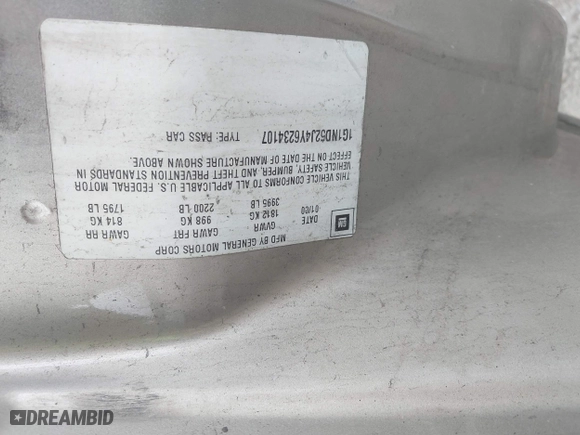 MFD BY GENERAL MOTORS CORP
GM
DATE GVWR GAWR FRT GAWR RR
01/00 1812 KG 998 KG 814 KG
3995 LB 2200 LB 1795 LB
THIS VEHICLE CONFORMS TO ALL APPLICABLE U.S. FEDERAL MOTOR
VEHICLE SAFETY, BUMPER, AND THEFT PREVENTION STANDARDS IN
EFFECT ON THE DATE OF MANUFACTURE SHOWN ABOVE.
1G1ND52J4Y6234107 TYPE: PASS CAR
DREAMBID